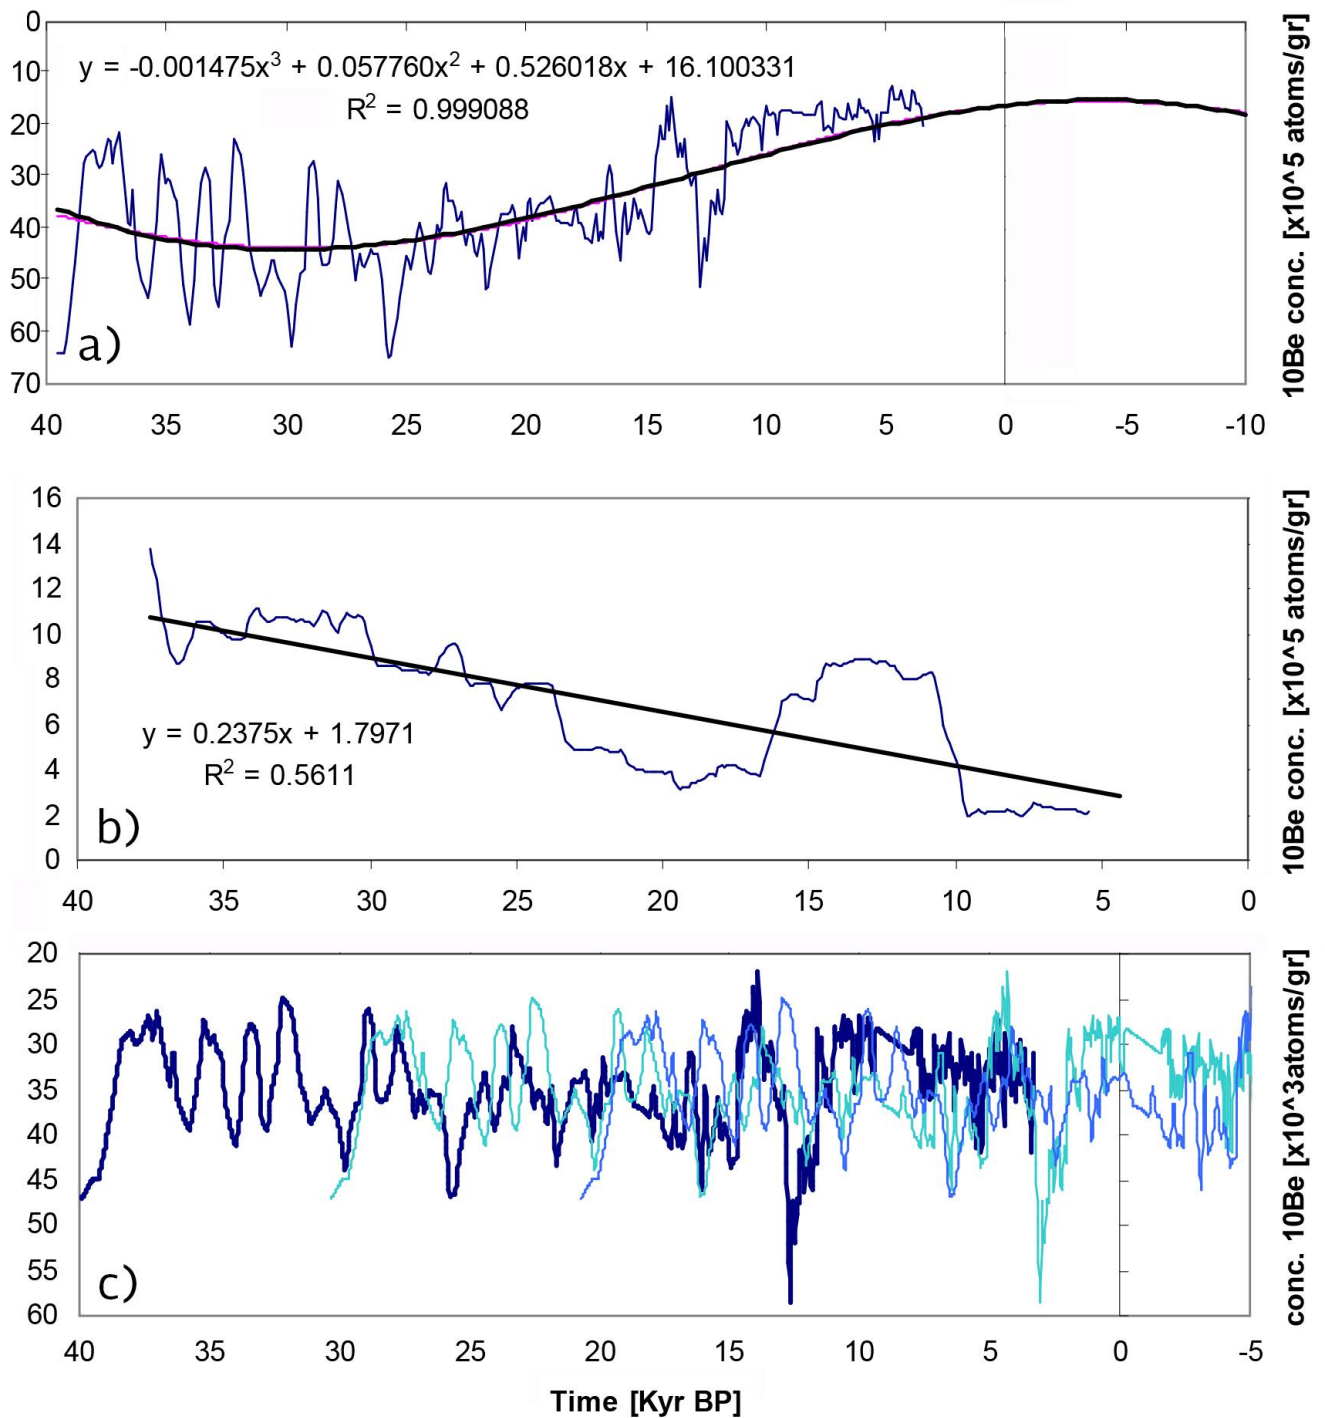 0
10
20
30
40
50
60
70
y = -0.001475x³ + 0.057760x² + 0.526018x + 16.100331
R² = 0.999088
a)
40 35 30 25 20 15 10 5 0 -5 -10
10Be conc. [x10^5 atoms/gr]
16
14
12
10
8
6
4
2
0
y = 0.2375x + 1.7971
R² = 0.5611
b)
40 35 30 25 20 15 10 5 0
10Be conc. [x10^5 atoms/gr]
20
25
30
35
40
45
50
55
60
c)
40 35 30 25 20 15 10 5 0 -5
conc. 10Be [x10^3atoms/gr]
Time [Kyr BP]